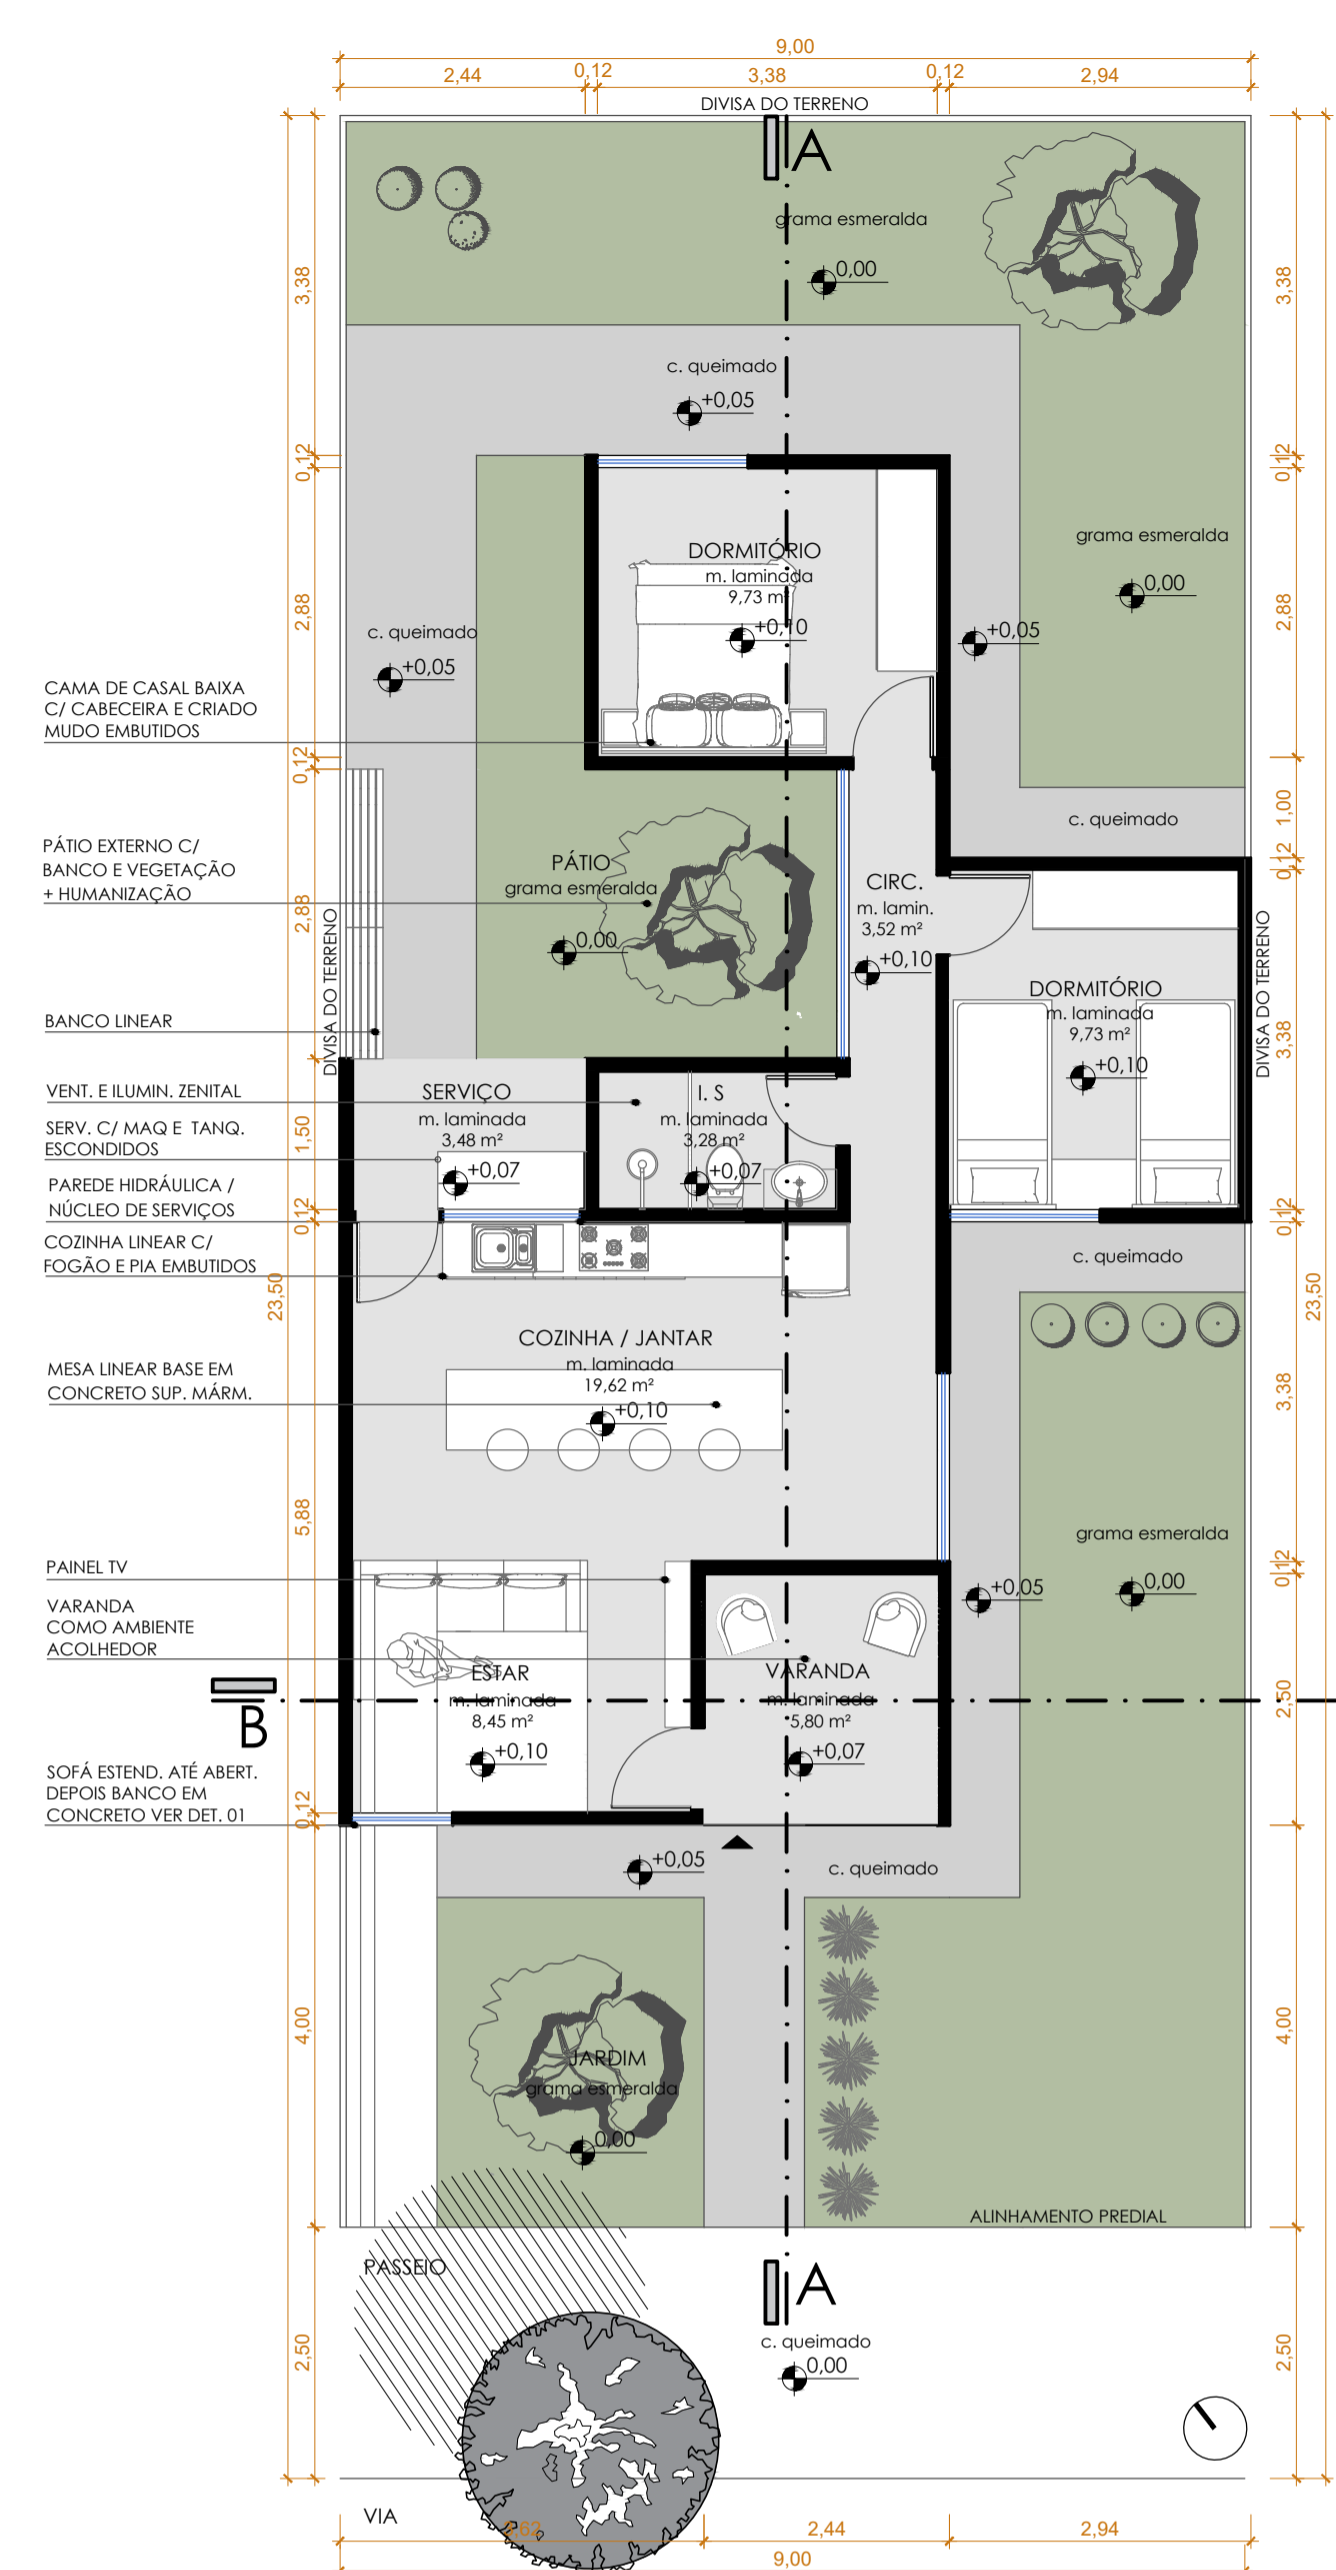 9,00
2,44
0,12
3,38
0,12
2,94
DIVISA DO TERRENO
A
grama esmeralda
0,00
3,38
3,38
c. queimado
+0,05
0,12
0,12
DORMITÓRIO
m. laminada
9,73 m²
+0,10
grama esmeralda
0,00
2,88
2,88
c. queimado
+0,05
+0,05
CAMA DE CASAL BAIXA
C/ CABECEIRA E CRIADO
MUDO EMBUTIDOS
0,12
1,00
c. queimado
PÁTIO EXTERNO C/
BANCO E VEGETAÇÃO
+ HUMANIZAÇÃO
PÁTIO
grama esmeralda
0,00
CIRC.
m. lamin.
3,52 m²
+0,10
0,12
2,88
DIVISA DO TERRENO
DIVISA DO TERRENO
DORMITÓRIO
m. laminada
9,73 m²
+0,10
3,38
BANCO LINEAR
VENT. E ILUMIN. ZENITAL
SERV. C/ MAQ E TANQ.
ESCONDIDOS
SERVIÇO
m. laminada
3,48 m²
+0,07
I. S
m. laminada
3,28 m²
+0,07
1,50
PAREDE HIDRÁULICA /
NÚCLEO DE SERVIÇOS
0,12
0,12
COZINHA LINEAR C/
FOGÃO E PIA EMBUTIDOS
c. queimado
23,50
23,50
COZINHA / JANTAR
m. laminada
19,62 m²
+0,10
MESA LINEAR BASE EM
CONCRETO SUP. MÁRM.
3,38
5,88
grama esmeralda
0,00
+0,05
0,12
PAINEL TV
VARANDA
COMO AMBIENTE
ACOLHEDOR
ESTAR
m. laminada
8,45 m²
+0,10
VARANDA
m. laminada
5,80 m²
+0,07
2,50
B
SOFÁ ESTEND. ATÉ ABERT.
DEPOIS BANCO EM
CONCRETO VER DET. 01
0,12
+0,05
c. queimado
4,00
4,00
JARDIM
grama esmeralda
0,00
ALINHAMENTO PREDIAL
PASSEIO
A
c. queimado
0,00
2,50
2,50
VIA
3,62
2,44
2,94
9,00